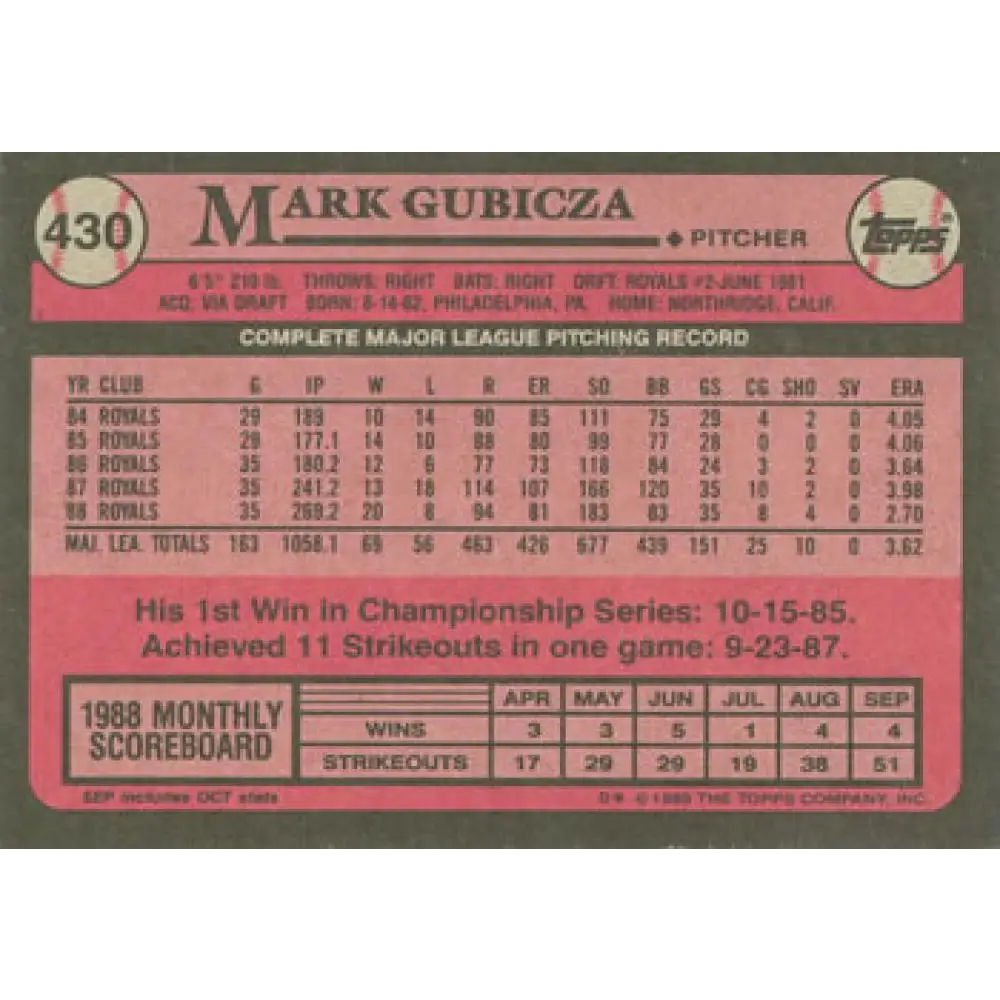 430
MARK GUBICZA
◆ PITCHER
TOPPS®
6'5" 210 lb. THROWS: RIGHT BATS: RIGHT DRFT: ROYALS #2-JUNE 1981
ACQ. VIA DRAFT BORN: 8-14-62, PHILADELPHIA, PA. HOME: NORTHRIDGE, CALIF.
COMPLETE MAJOR LEAGUE PITCHING RECORD
YR CLUB G IP W L R ER SO BB GS CG SHO SV ERA
84 ROYALS 29 189 10 14 90 85 111 75 29 4 2 0 4.05
85 ROYALS 29 177.1 14 10 88 80 99 77 28 0 0 0 4.06
86 ROYALS 35 180.2 12 6 77 73 118 84 24 3 2 0 3.64
87 ROYALS 35 241.2 13 18 114 107 166 120 35 10 2 0 3.98
88 ROYALS 35 269.2 20 8 94 81 183 83 35 8 4 0 2.70
MAJ. LEA. TOTALS 163 1058.1 69 56 463 426 677 439 151 25 10 0 3.62
His 1st Win in Championship Series: 10-15-85.
Achieved 11 Strikeouts in one game: 9-23-87.
1988 MONTHLY SCOREBOARD
APR MAY JUN JUL AUG SEP
WINS 3 3 5 1 4 4
STRIKEOUTS 17 29 29 19 38 51
SEP includes OCT stats
D* © 1989 THE TOPPS COMPANY, INC.